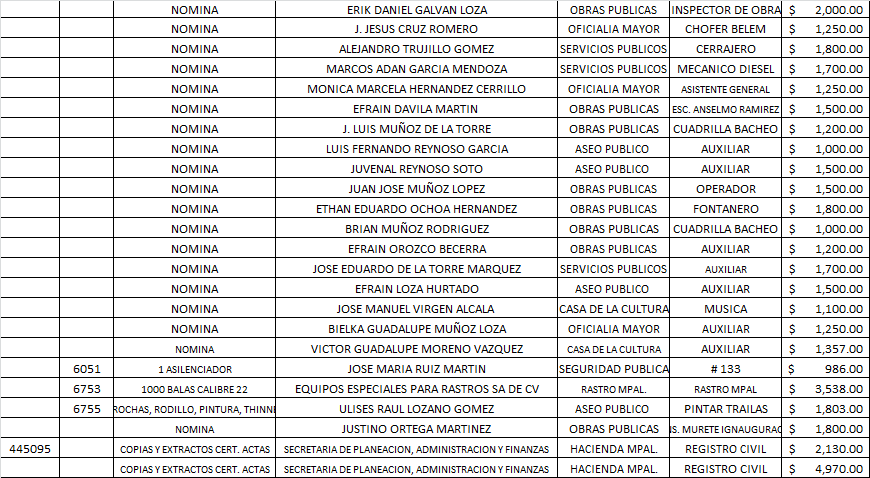 NOMINA ERIK DANIEL GALVAN LOZA OBRAS PUBLICAS INSPECTOR DE OBRA $ 2,000.00
NOMINA J. JESUS CRUZ ROMERO OFICIALIA MAYOR CHOFER BELEM $ 1,250.00
NOMINA ALEJANDRO TRUJILLO GOMEZ SERVICIOS PUBLICOS CERRAJERO $ 1,800.00
NOMINA MARCOS ADAN GARCIA MENDOZA SERVICIOS PUBLICOS MECANICO DIESEL $ 1,700.00
NOMINA MONICA MARCELA HERNANDEZ CERRILLO OFICIALIA MAYOR ASISTENTE GENERAL $ 1,250.00
NOMINA EFRAIN DAVILA MARTIN OBRAS PUBLICAS ESC. ANSELMO RAMIREZ $ 1,500.00
NOMINA J. LUIS MUÑOZ DE LA TORRE OBRAS PUBLICAS CUADRILLA BACHEO $ 1,200.00
NOMINA LUIS FERNANDO REYNOSO GARCIA ASEO PUBLICO AUXILIAR $ 1,000.00
NOMINA JUVENAL REYNOSO SOTO ASEO PUBLICO AUXILIAR $ 1,500.00
NOMINA JUAN JOSE MUÑOZ LOPEZ OBRAS PUBLICAS OPERADOR $ 1,500.00
NOMINA ETHAN EDUARDO OCHOA HERNANDEZ OBRAS PUBLICAS FONTANERO $ 1,800.00
NOMINA BRIAN MUÑOZ RODRIGUEZ OBRAS PUBLICAS CUADRILLA BACHEO $ 1,000.00
NOMINA EFRAIN OROZCO BECERRA OBRAS PUBLICAS AUXILIAR $ 1,200.00
NOMINA JOSE EDUARDO DE LA TORRE MARQUEZ SERVICIOS PUBLICOS AUXILIAR $ 1,700.00
NOMINA EFRAIN LOZA HURTADO ASEO PUBLICO AUXILIAR $ 1,500.00
NOMINA JOSE MANUEL VIRGEN ALCALA CASA DE LA CULTURA MUSICA $ 1,100.00
NOMINA BIELKA GUADALUPE MUÑOZ LOZA OFICIALIA MAYOR AUXILIAR $ 1,250.00
NOMINA VICTOR GUADALUPE MORENO VAZQUEZ CASA DE LA CULTURA AUXILIAR $ 1,357.00
6051 1 ASILENCIADOR JOSE MARIA RUIZ MARTIN SEGURIDAD PUBLICA # 133 $ 986.00
6753 1000 BALAS CALIBRE 22 EQUIPOS ESPECIALES PARA RASTROS SA DE CV RASTRO MPAL. RASTRO MPAL $ 3,538.00
6755 ROCHAS, RODILLO, PINTURA, THINNE ULISES RAUL LOZANO GOMEZ ASEO PUBLICO PINTAR TRAILAS $ 1,803.00
NOMINA JUSTINO ORTEGA MARTINEZ OBRAS PUBLICAS NS. MURETE IGNAUGURAC $ 1,800.00
445095 COPIAS Y EXTRACTOS CERT. ACTAS SECRETARIA DE PLANEACION, ADMINISTRACION Y FINANZAS HACIENDA MPAL. REGISTRO CIVIL $ 2,130.00
COPIAS Y EXTRACTOS CERT. ACTAS SECRETARIA DE PLANEACION, ADMINISTRACION Y FINANZAS HACIENDA MPAL. REGISTRO CIVIL $ 4,970.00